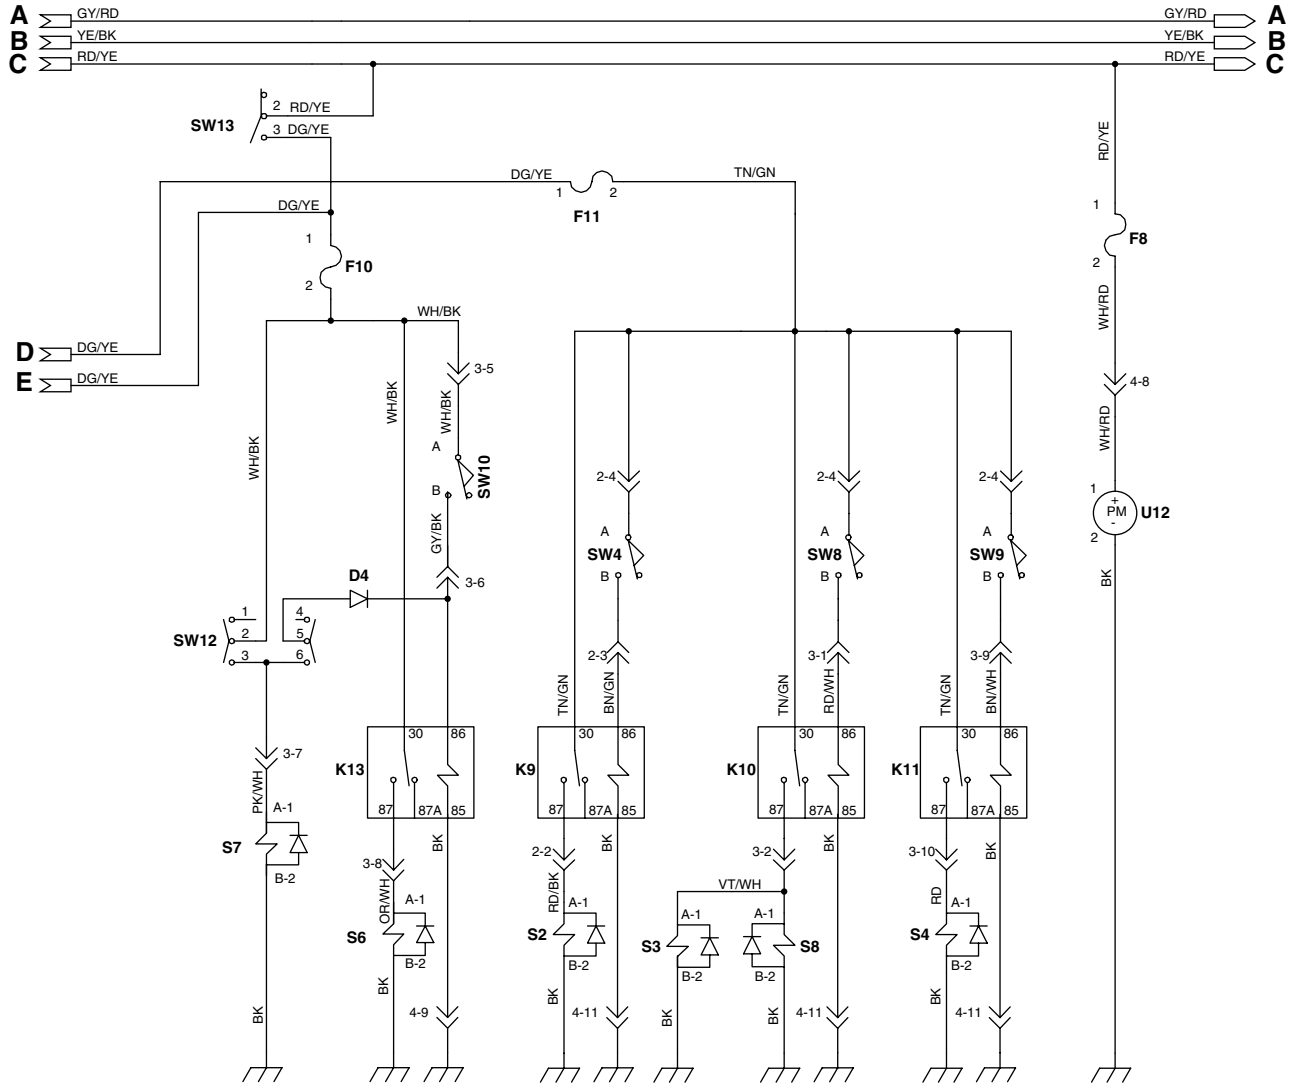 A GY/RD GY/RD A
B YE/BK YE/BK B
C RD/YE RD/YE C
2 RD/YE
SW13
3 DG/YE
RD/YE
DG/YE TN/GN
1 2
F11
DG/YE
1
F10
2
1
F8
2
WH/RD
WH/BK
D DG/YE
E DG/YE
3-5
4-8
WH/BK
WH/BK
WH/BK
WH/RD
A
SW10
B
GY/BK
3-6
2-4
A
SW4
B
2-3
2-4
A
SW8
B
3-1
2-4
A
SW9
B
3-9
1
+
PM
-
2
U12
BK
D4
SW12
1 4
2 5
3 6
TN/GN
BN/GN
TN/GN
RD/WH
TN/GN
BN/WH
3-7
PK/WH
A-1
S7
B-2
BK
30 86
K13
87 87A 85
30 86
K9
87 87A 85
30 86
K10
87 87A 85
30 86
K11
87 87A 85
BK
BK
BK
BK
3-8
OR/WH
A-1
S6
B-2
BK
4-9
2-2
RD/BK
A-1
S2
B-2
BK
4-11
3-2
VT/WH
A-1
S3
B-2
BK
A-1
S8
B-2
BK
4-11
3-10
RD
A-1
S4
B-2
BK
4-11